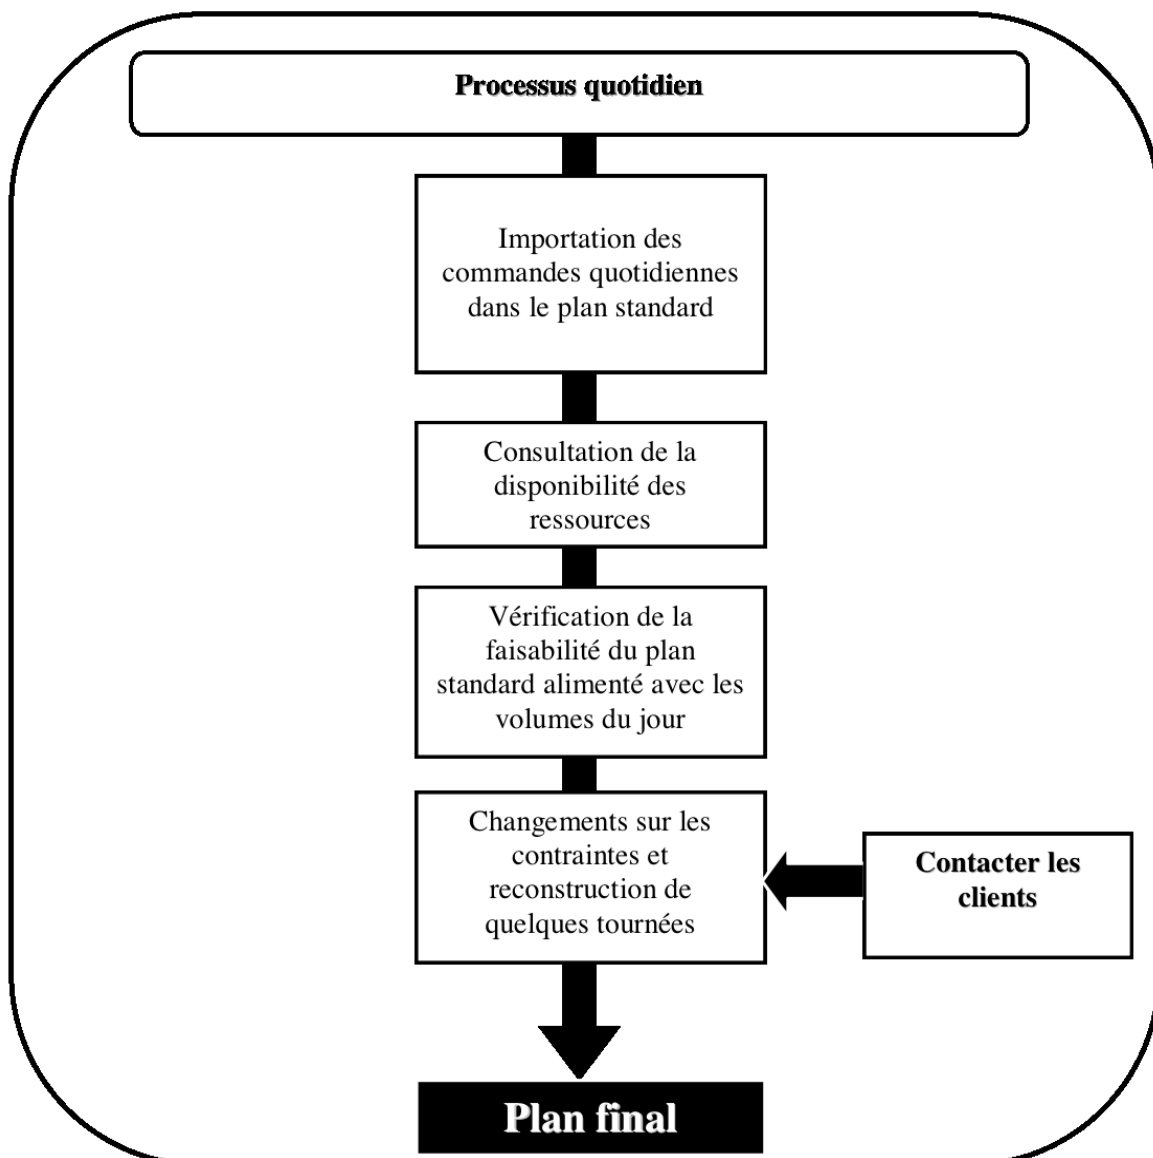 Processus quotidien
Importation des
commandes quotidiennes
dans le plan standard
Consultation de la
disponibilité des
ressources
Vérification de la
faisabilité du plan
standard alimenté avec les
volumes du jour
Changements sur les
contraintes et
reconstruction de
quelques tournées
Contacter les
clients
Plan final